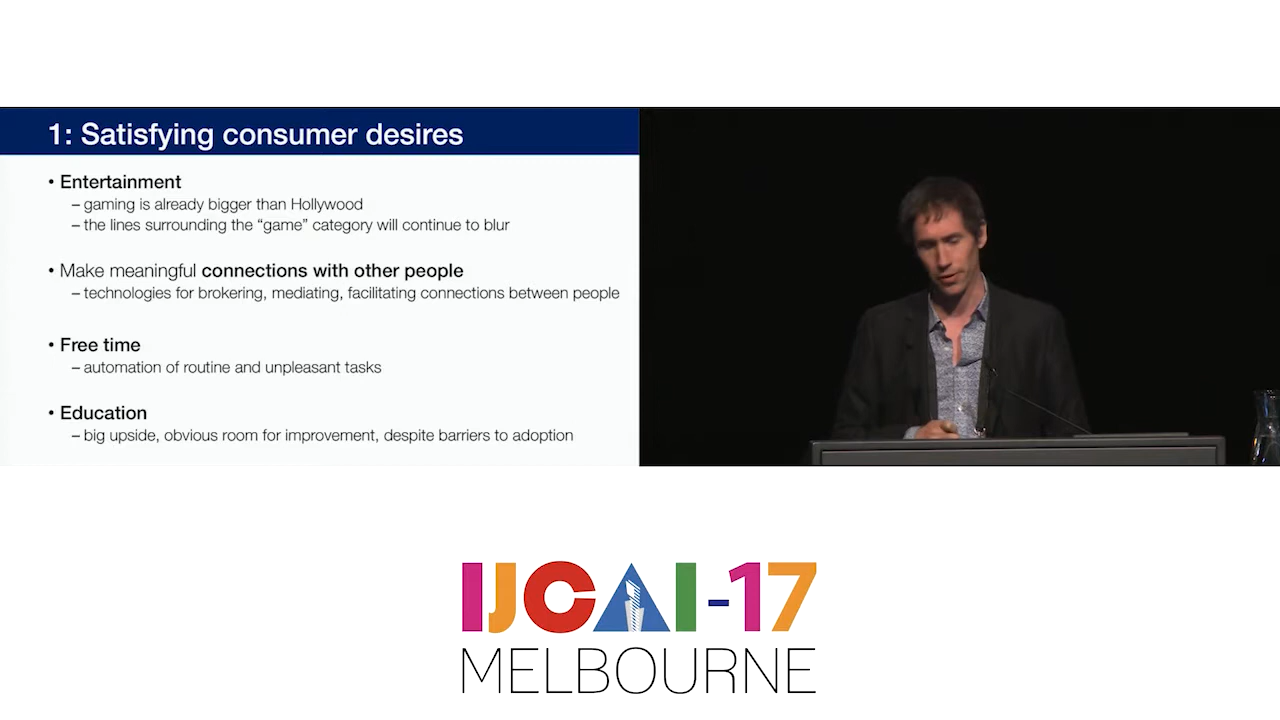 1: Satisfying consumer desires
• Entertainment
– gaming is already bigger than Hollywood
– the lines surrounding the “game” category will continue to blur
• Make meaningful connections with other people
– technologies for brokering, mediating, facilitating connections between people
• Free time
– automation of routine and unpleasant tasks
• Education
– big upside, obvious room for improvement, despite barriers to adoption
IJCAI-17
MELBOURNE